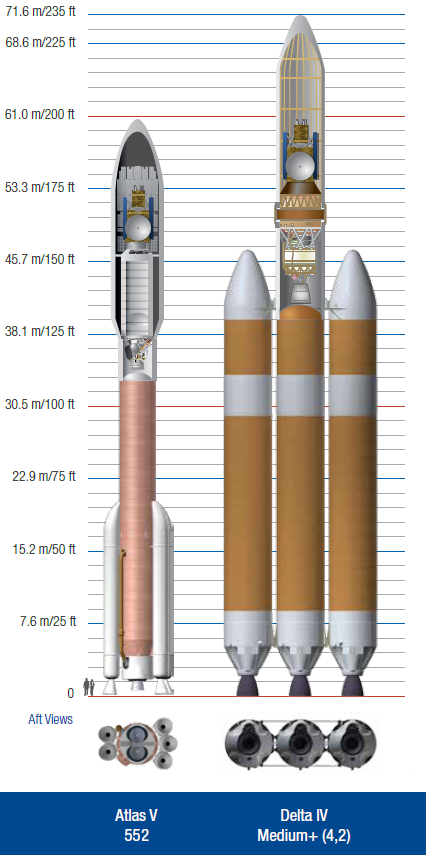 71.6 m/235 ft
68.6 m/225 ft
61.0 m/200 ft
53.3 m/175 ft
45.7 m/150 ft
38.1 m/125 ft
30.5 m/100 ft
22.9 m/75 ft
15.2 m/50 ft
7.6 m/25 ft
0
Aft Views
Atlas V
552
Delta IV
Medium+ (4,2)